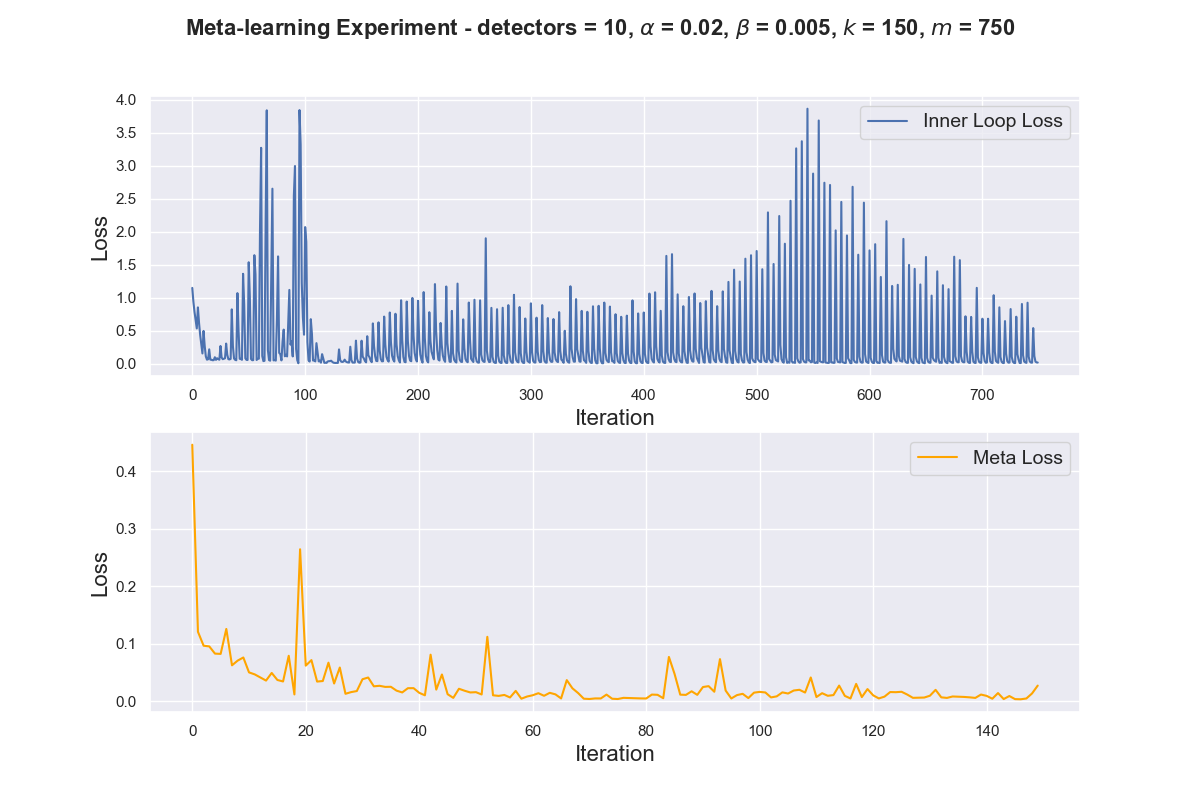 Meta-learning Experiment - detectors = 10, α = 0.02, β = 0.005, k = 150, m = 750
4.0
3.5
3.0
2.5
2.0
1.5
1.0
0.5
0.0
Loss
Inner Loop Loss
0 100 200 300 400 500 600 700
Iteration
0.4
0.3
0.2
0.1
0.0
Loss
Meta Loss
0 20 40 60 80 100 120 140
Iteration